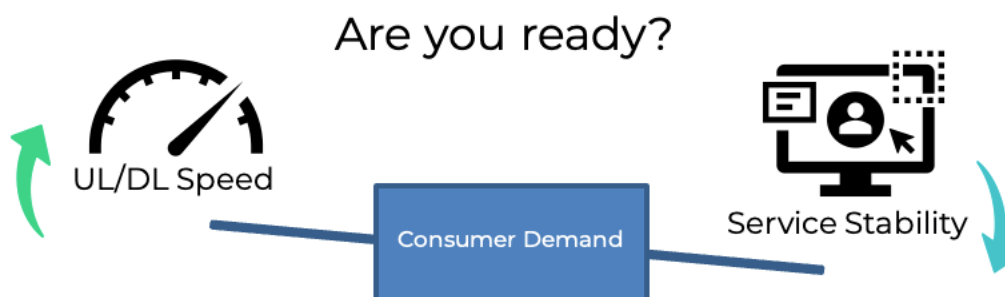 Are you ready?
UL/DL Speed
Service Stability
Consumer Demand